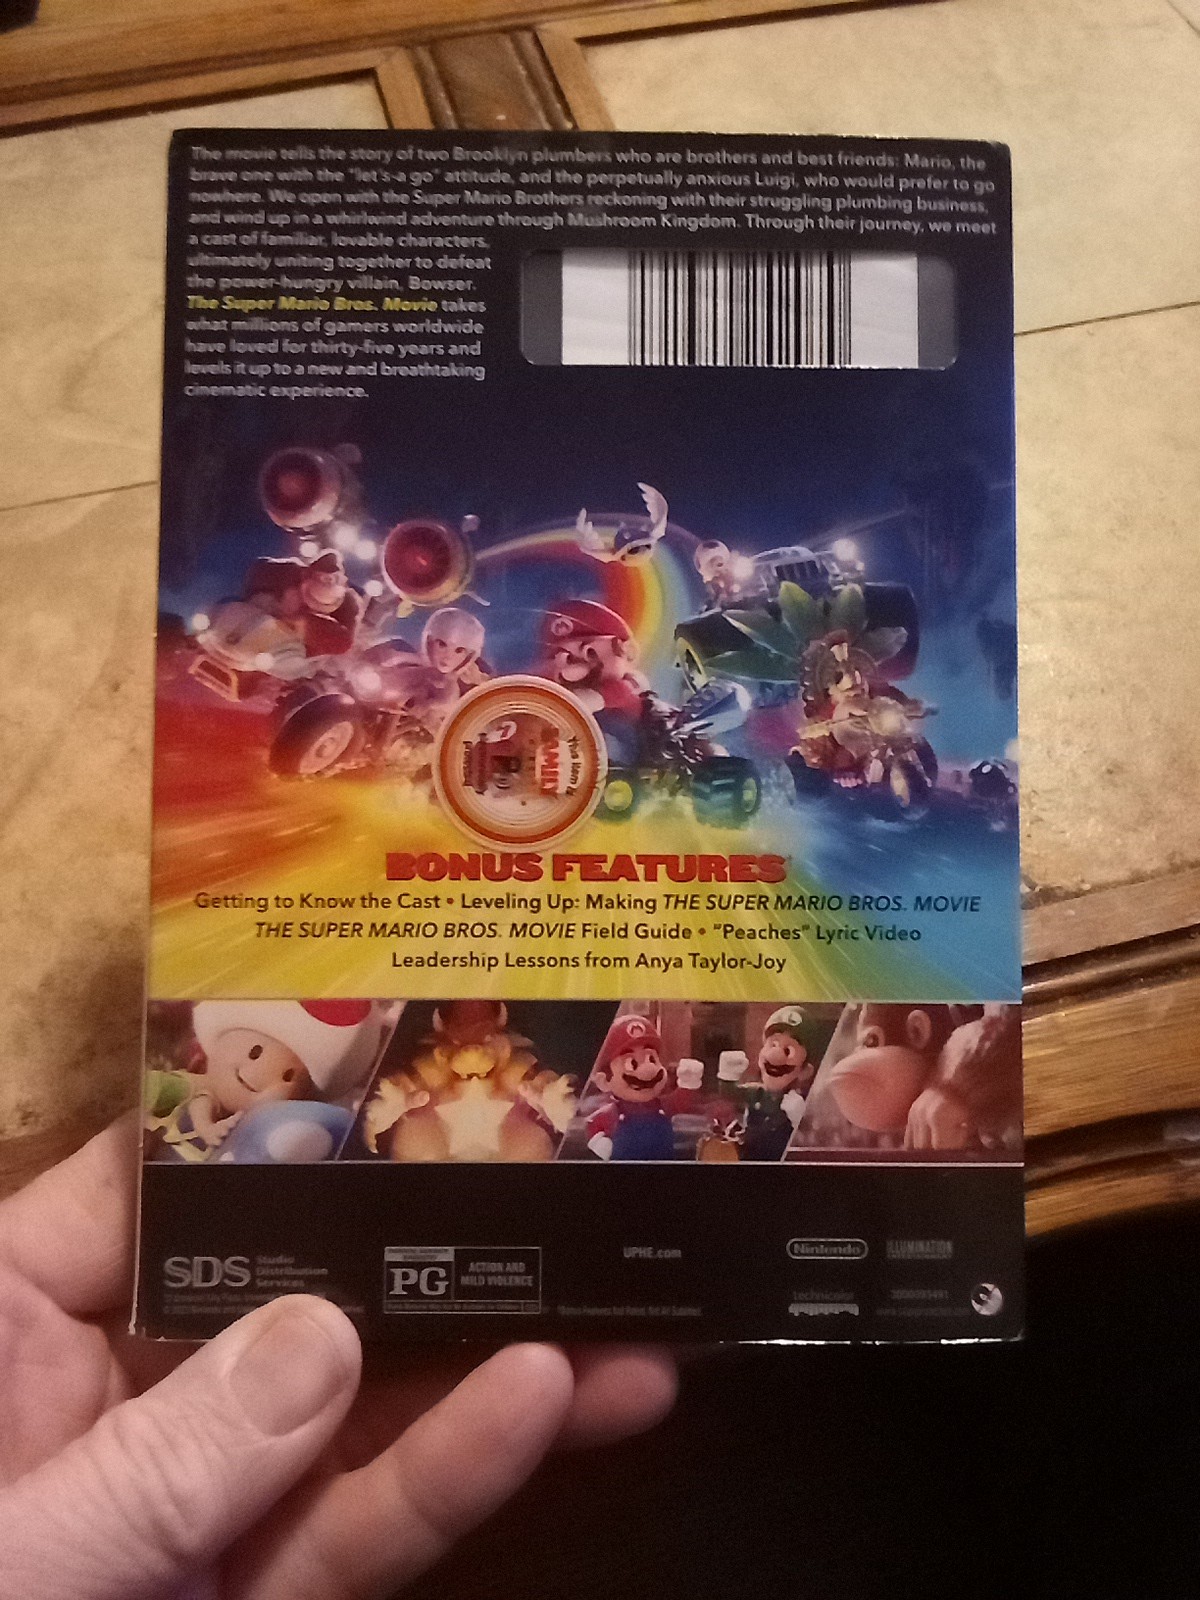 The movie tells the story of two Brooklyn plumbers who are brothers and best friends: Mario, the
brave one with the "let's-a go" attitude, and the perpetually anxious Luigi, who would prefer to go
nowhere. We open with the Super Mario Brothers reckoning with their struggling plumbing business,
and wind up in a whirlwind adventure through Mushroom Kingdom. Through their journey, we meet
a cast of familiar, lovable characters,
ultimately uniting together to defeat
the power-hungry villain, Bowser.
The Super Mario Bros. Movie takes
what millions of gamers worldwide
have loved for thirty-five years and
levels it up to a new and breathtaking
cinematic experience.
This item is
FAMILY
BONUS FEATURES*
Getting to Know the Cast • Leveling Up: Making THE SUPER MARIO BROS. MOVIE
THE SUPER MARIO BROS. MOVIE Field Guide • "Peaches" Lyric Video
Leadership Lessons from Anya Taylor-Joy
SDS Studio
Distribution
Services
PG
ACTION AND
MILD VIOLENCE
UPHE.com
Nintendo
ILLUMINATION
technicolor